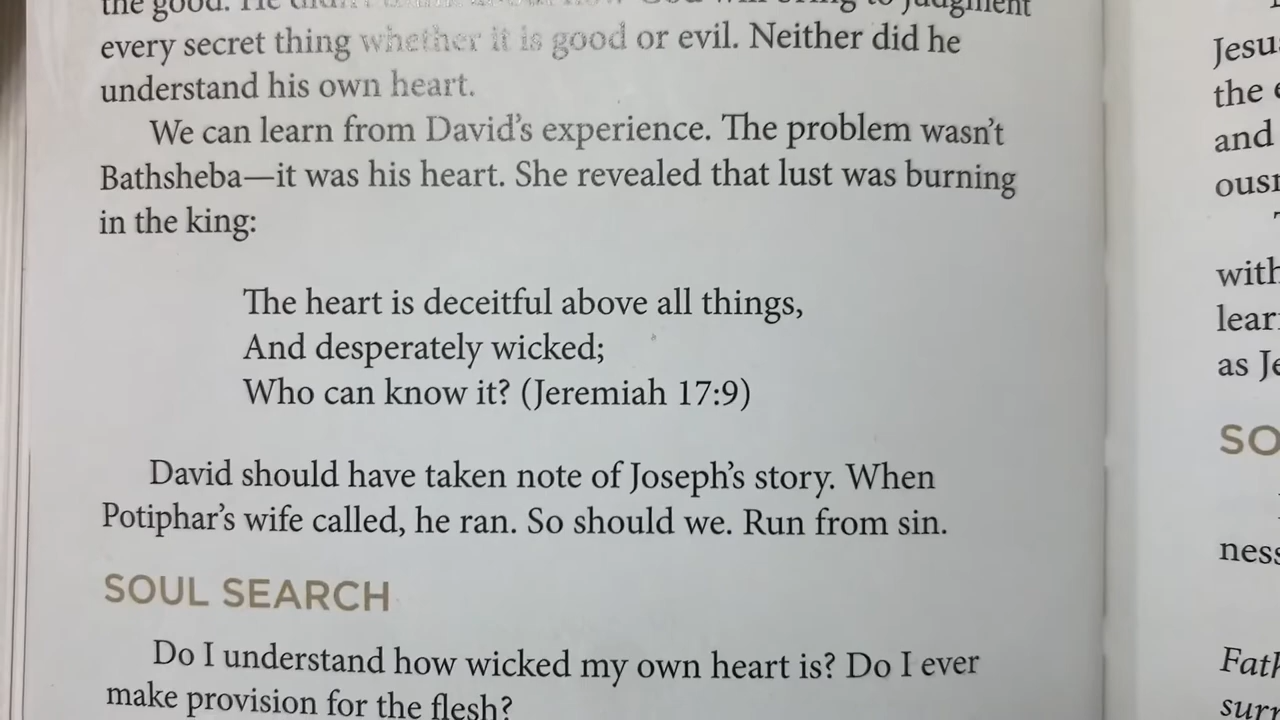 every secret thing whether it is good or evil. Neither did he
understand his own heart.
We can learn from David's experience. The problem wasn't
Bathsheba—it was his heart. She revealed that lust was burning
in the king:
The heart is deceitful above all things,
And desperately wicked;
Who can know it? (Jeremiah 17:9)
David should have taken note of Joseph's story. When
Potiphar's wife called, he ran. So should we. Run from sin.
SOUL SEARCH
Do I understand how wicked my own heart is? Do I ever
make provision for the flesh?
the
and
with
as